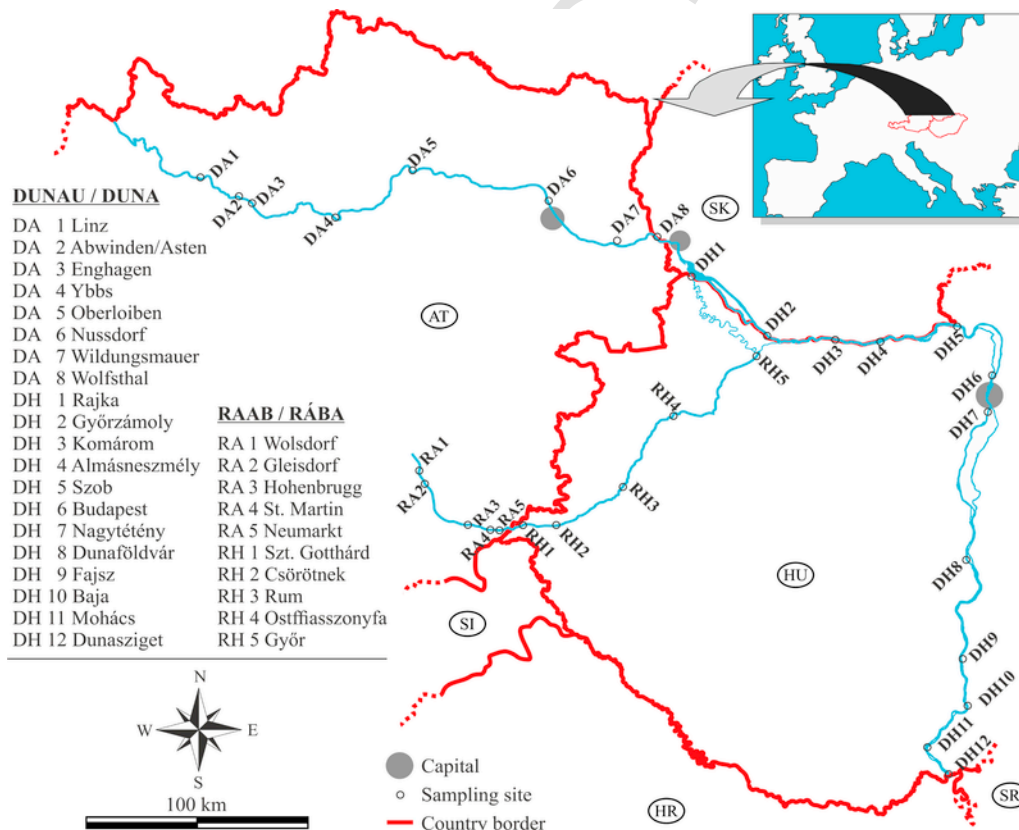 DUNAU / DUNA
DA 1 Linz
DA 2 Abwinden/Asten
DA 3 Enghagen
DA 4 Ybbs
DA 5 Oberloiben
DA 6 Nussdorf
DA 7 Wildungsmauer
DA 8 Wolfsthal
DH 1 Rajka
DH 2 Győrzámoly
DH 3 Komárom
DH 4 Almásneszmély
DH 5 Szob
DH 6 Budapest
DH 7 Nagytétény
DH 8 Dunaföldvár
DH 9 Fajsz
DH 10 Baja
DH 11 Mohács
DH 12 Dunasziget
RAAB / RÁBA
RA 1 Wolsdorf
RA 2 Gleisdorf
RA 3 Hohenbrugg
RA 4 St. Martin
RA 5 Neumarkt
RH 1 Szt. Gotthárd
RH 2 Csörötnek
RH 3 Rum
RH 4 Ostffiasszonyfa
RH 5 Győr
DA1
DA2
DA3
DA4
DA5
DA6
DA7
DA8
SK
DH1
DH2
DH3
DH4
DH5
DH6
DH7
DH8
DH9
DH10
DH11
DH12
AT
RH5
RH4
RH3
RH2
RH1
RA5
RA4
RA3
RA2
RA1
HU
SI
HR
SR
N
W
E
S
100 km
Capital
Sampling site
Country border